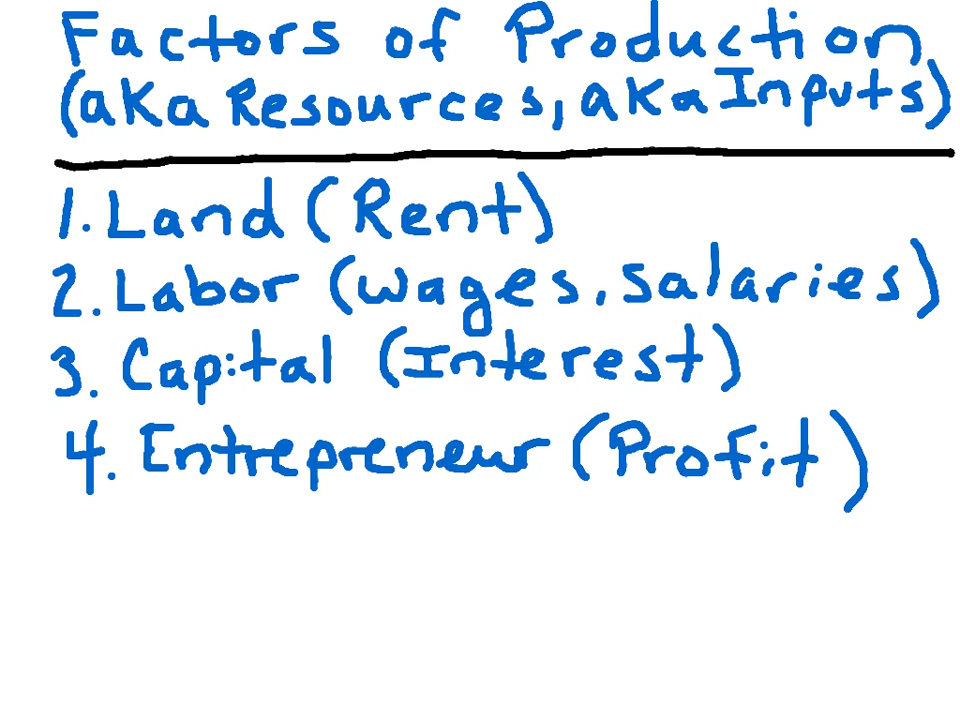 Factors of Production
(aka Resources, aka Inputs)
1. Land (Rent)
2. Labor (Wages, Salaries)
3. Capital (Interest)
4. Entrepreneur (Profit)